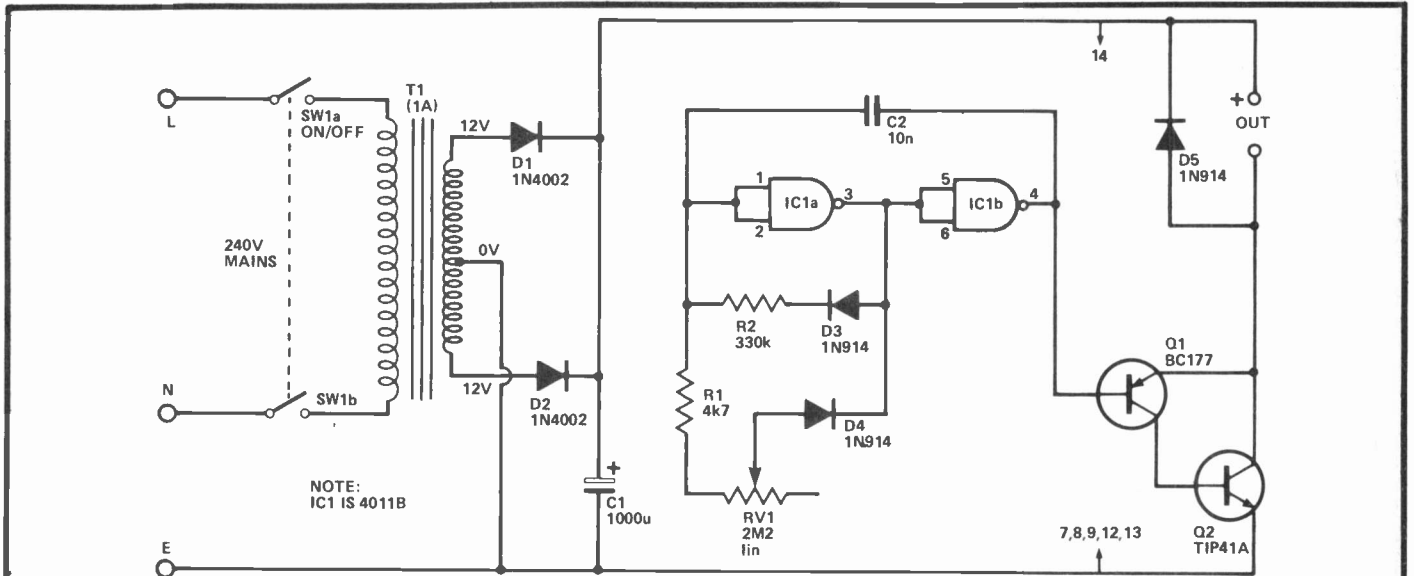 L
SW1a
ON/OFF
T1
(1A)
12V
D1
1N4002
240V
MAINS
0V
N
SW1b
12V
D2
1N4002
NOTE:
IC1 IS 4011B
+
C1
1000u
E
C2
10n
1
2
IC1a
3
5
6
IC1b
4
R2
330k
D3
1N914
R1
4k7
D4
1N914
RV1
2M2
lin
14
+
OUT
D5
1N914
Q1
BC177
7,8,9,12,13
Q2
TIP41A